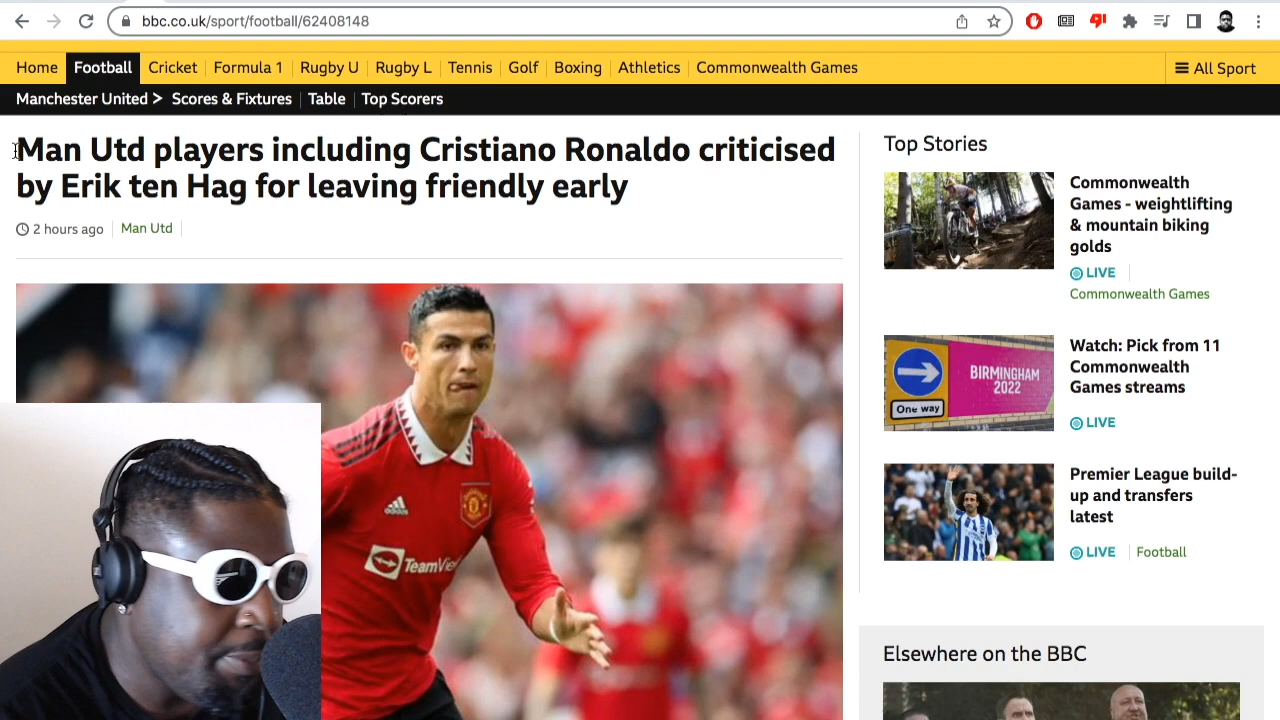 bbc.co.uk/sport/football/62408148
Home Football Cricket Formula 1 Rugby U Rugby L Tennis Golf Boxing Athletics Commonwealth Games All Sport
Manchester United > Scores & Fixtures Table Top Scorers
Man Utd players including Cristiano Ronaldo criticised
by Erik ten Hag for leaving friendly early
2 hours ago Man Utd
adidas
TeamVie
Top Stories
Commonwealth
Games - weightlifting
& mountain biking
golds
LIVE
Commonwealth Games
BIRMINGHAM
2022
One way
Watch: Pick from 11
Commonwealth
Games streams
LIVE
Premier League build-
up and transfers
latest
LIVE Football
Elsewhere on the BBC